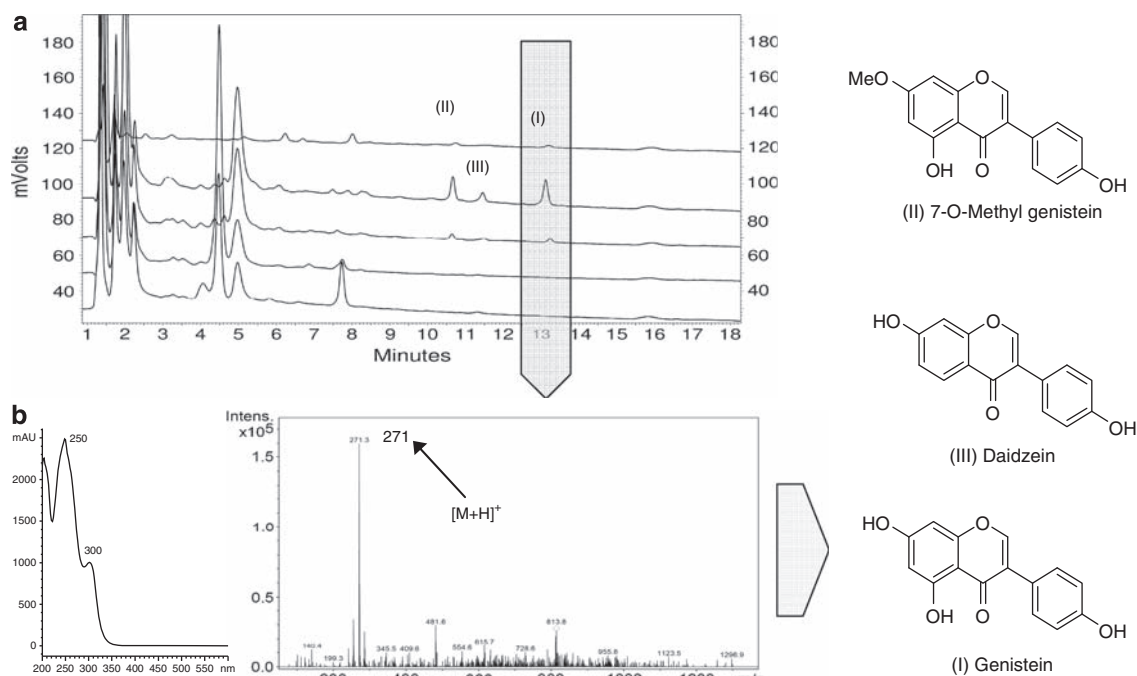 a
180
160
140
120
100
80
60
40
mVolts
180
160
140
120
100
80
60
40
(II)
(I)
(III)
1 2 3 4 5 6 7 8 9 10 11 12 13 14 15 16 17 18
Minutes
MeO
O
OH
O
OH
(II) 7-O-Methyl genistein
HO
O
O
OH
(III) Daidzein
HO
O
OH
O
OH
(I) Genistein
b
mAU
250
300
2500
2000
1500
1000
500
0
200 250 300 350 400 450 500 550 nm
Intens.
x10⁵
1.5
1.0
0.5
0.0
271.3
271
[M+H]⁺
199.3
345.5
409.6
481.6
554.6
615.7
728.6
813.8
955.8
1123.5
1296.9